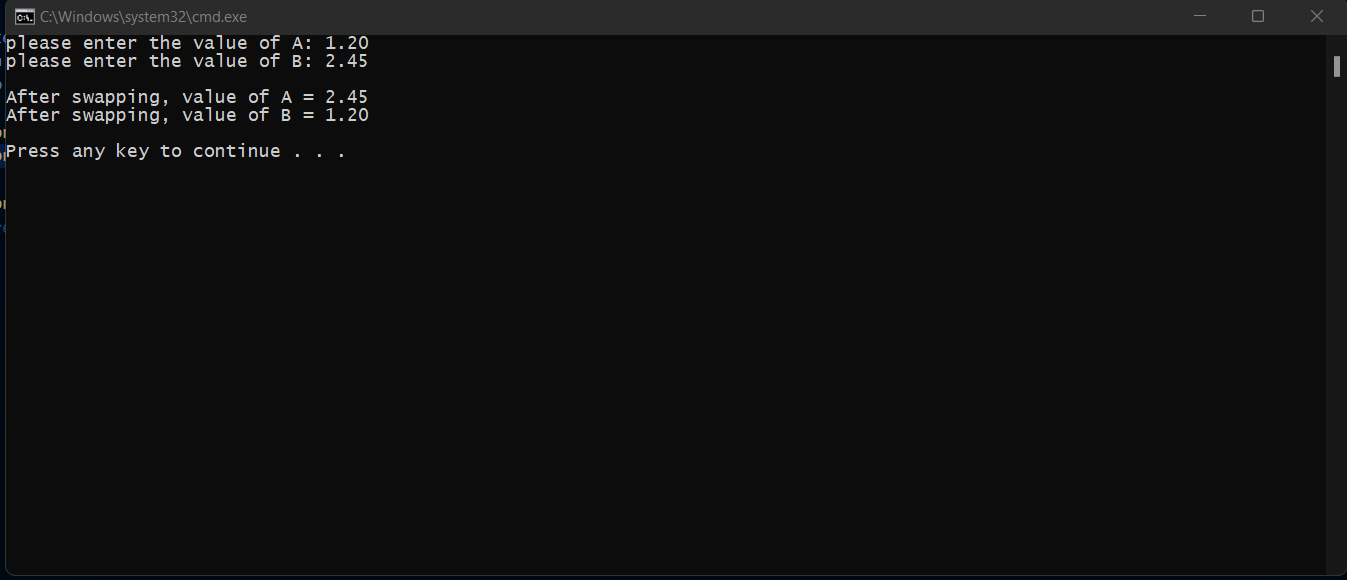 C:\Windows\system32\cmd.exe
please enter the value of A: 1.20
please enter the value of B: 2.45
After swapping, value of A = 2.45
After swapping, value of B = 1.20
Press any key to continue . . .